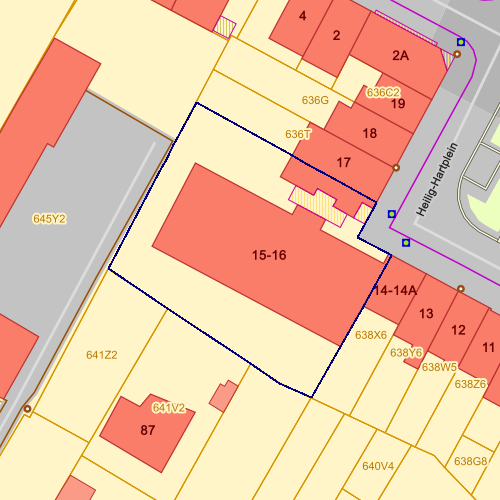 4
2
2A
636C2
19
636G
18
636T
17
Heilig-Hartplein
645Y2
15-16
14-14A
13
12
11
638X6
638Y6
638W5
638Z6
641Z2
641V2
87
640V4
638G8